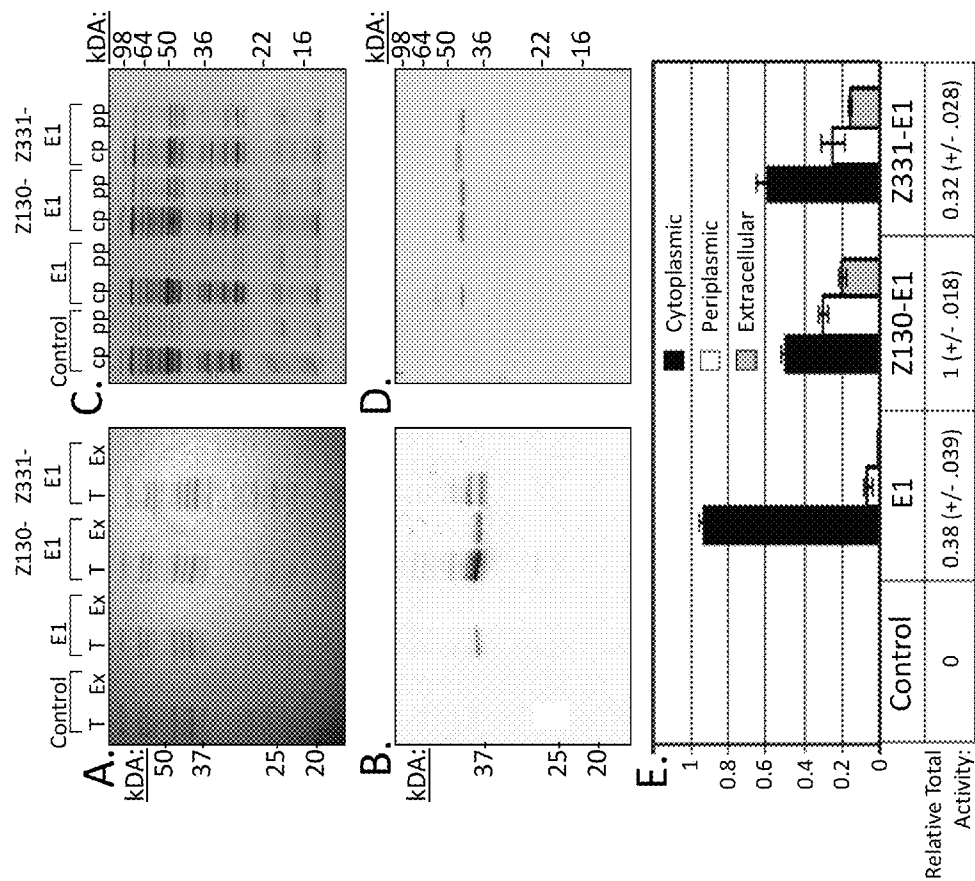 A.
Control E1 Z130-E1 Z331-E1
T Ex T Ex T Ex T Ex
kDA:
50
37
25
20
B.
kDA:
37
25
20
C.
Control E1 Z130-E1 Z331-E1
cp pp cp pp cp pp cp pp
kDA:
-98
-64
-50
-36
-22
-16
D.
kDA:
-98
-64
-50
-36
-22
-16
E.
1
0.8
0.6
0.4
0.2
0
Cytoplasmic
Periplasmic
Extracellular
Control E1 Z130-E1 Z331-E1
Relative Total Activity: 0 0.38 (+/- .039) 1 (+/- .018) 0.32 (+/- .028)